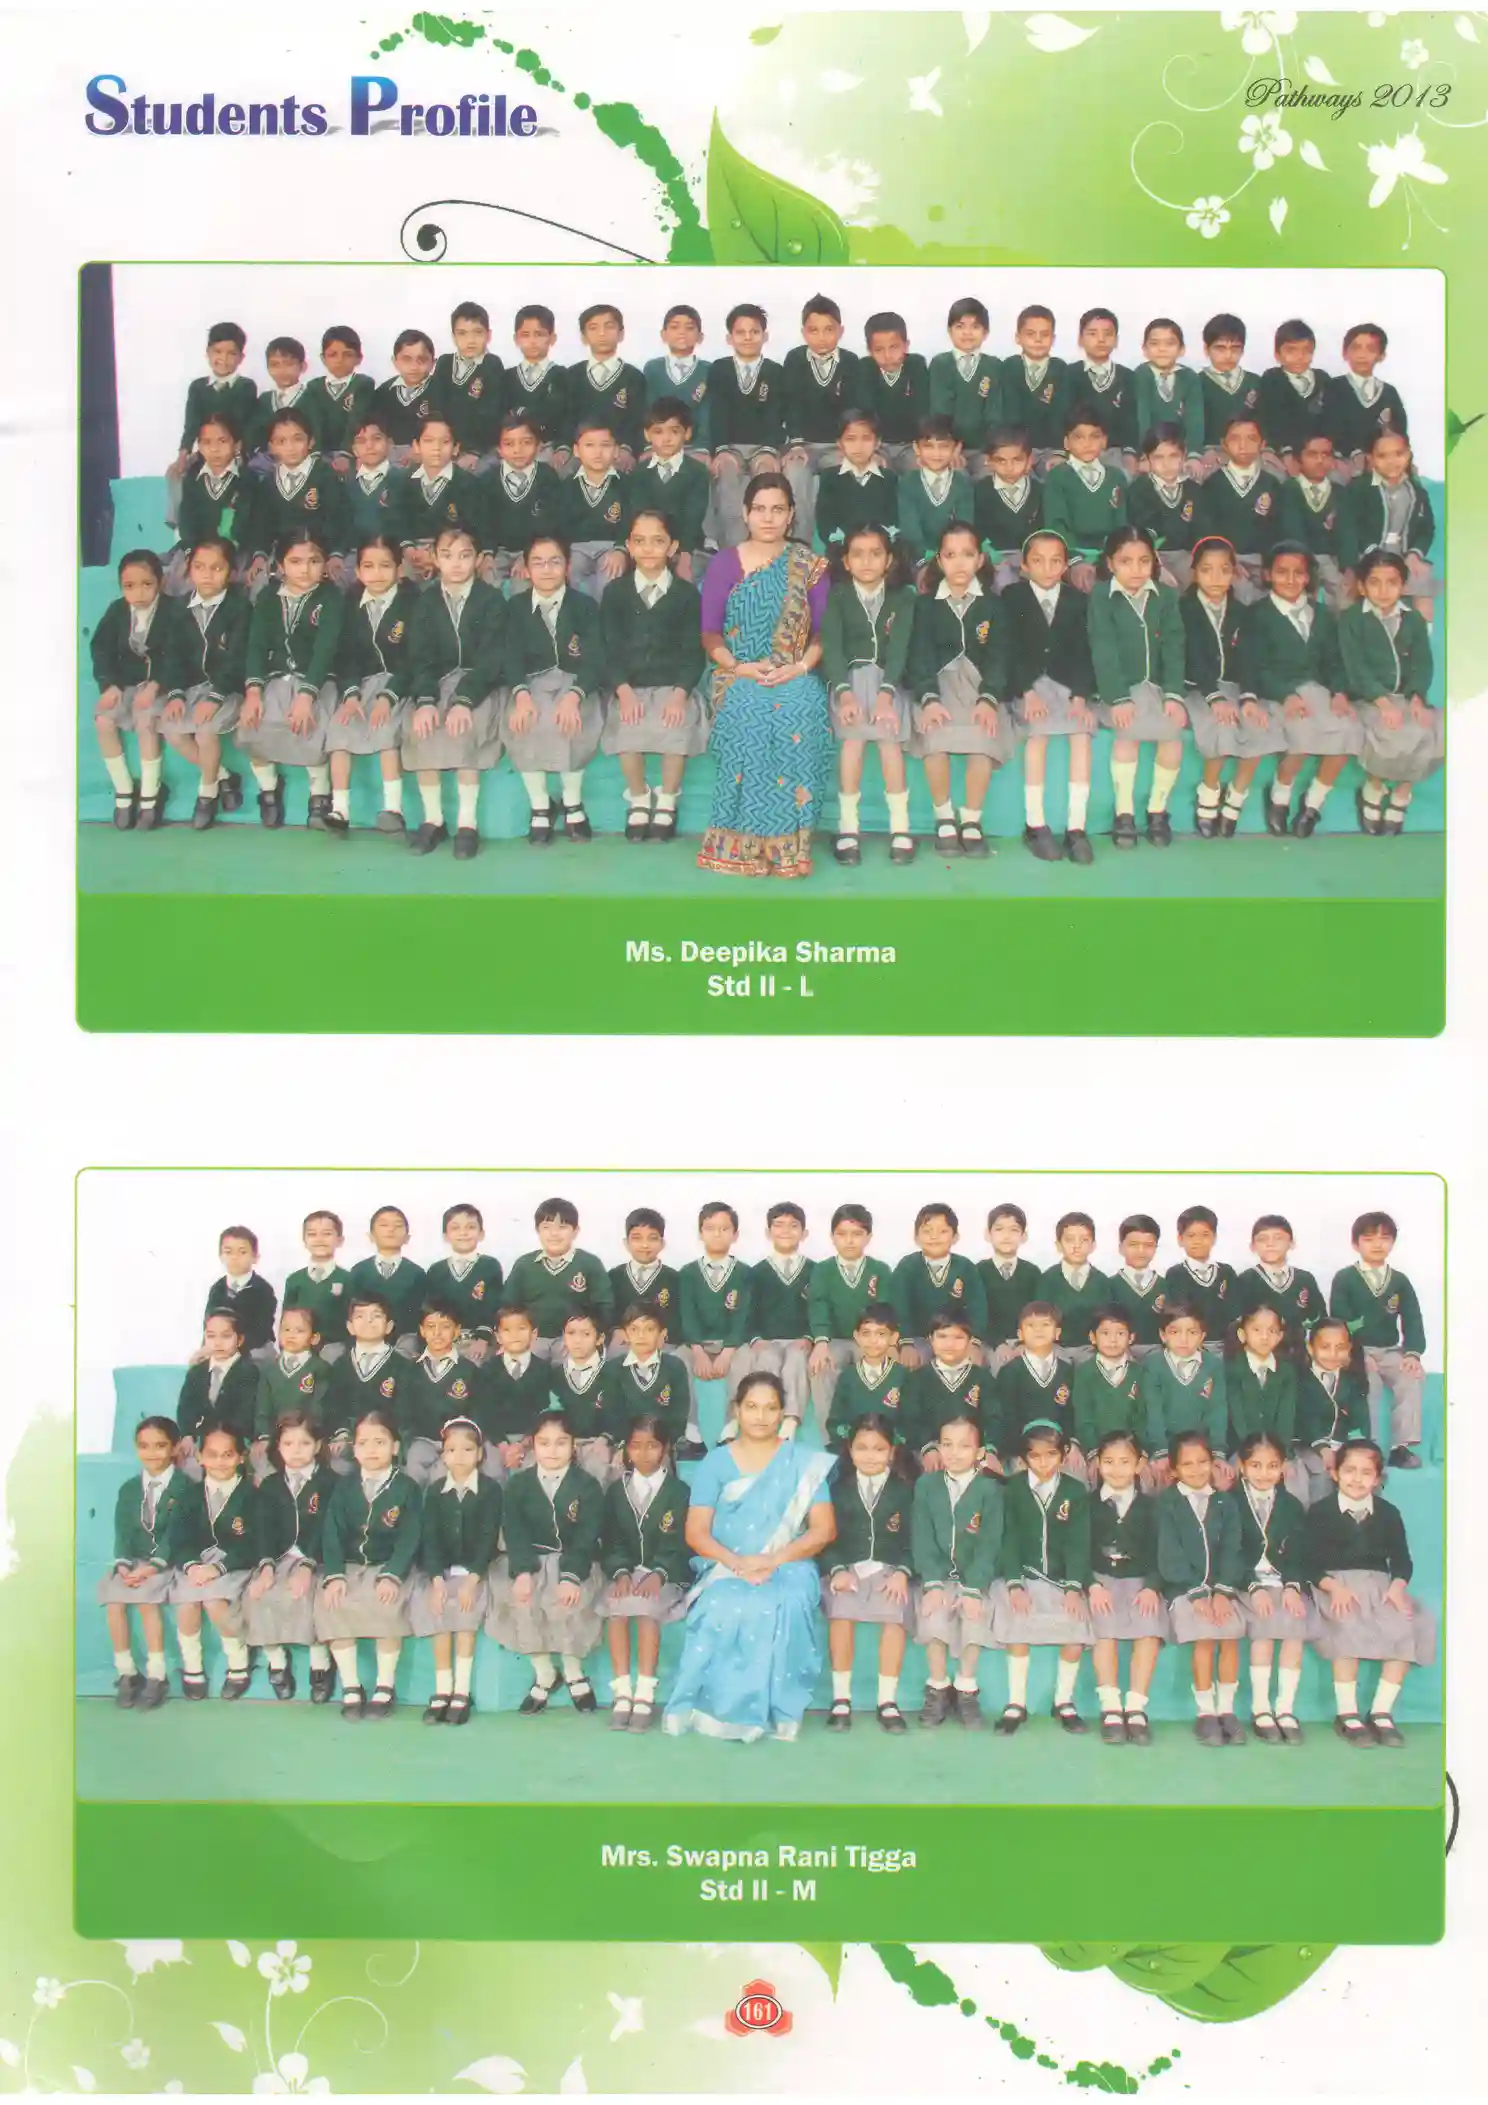 Students Profile
Pathways 2013
Ms. Deepika Sharma
Std II - L
Mrs. Swapna Rani Tigga
Std II - M
161